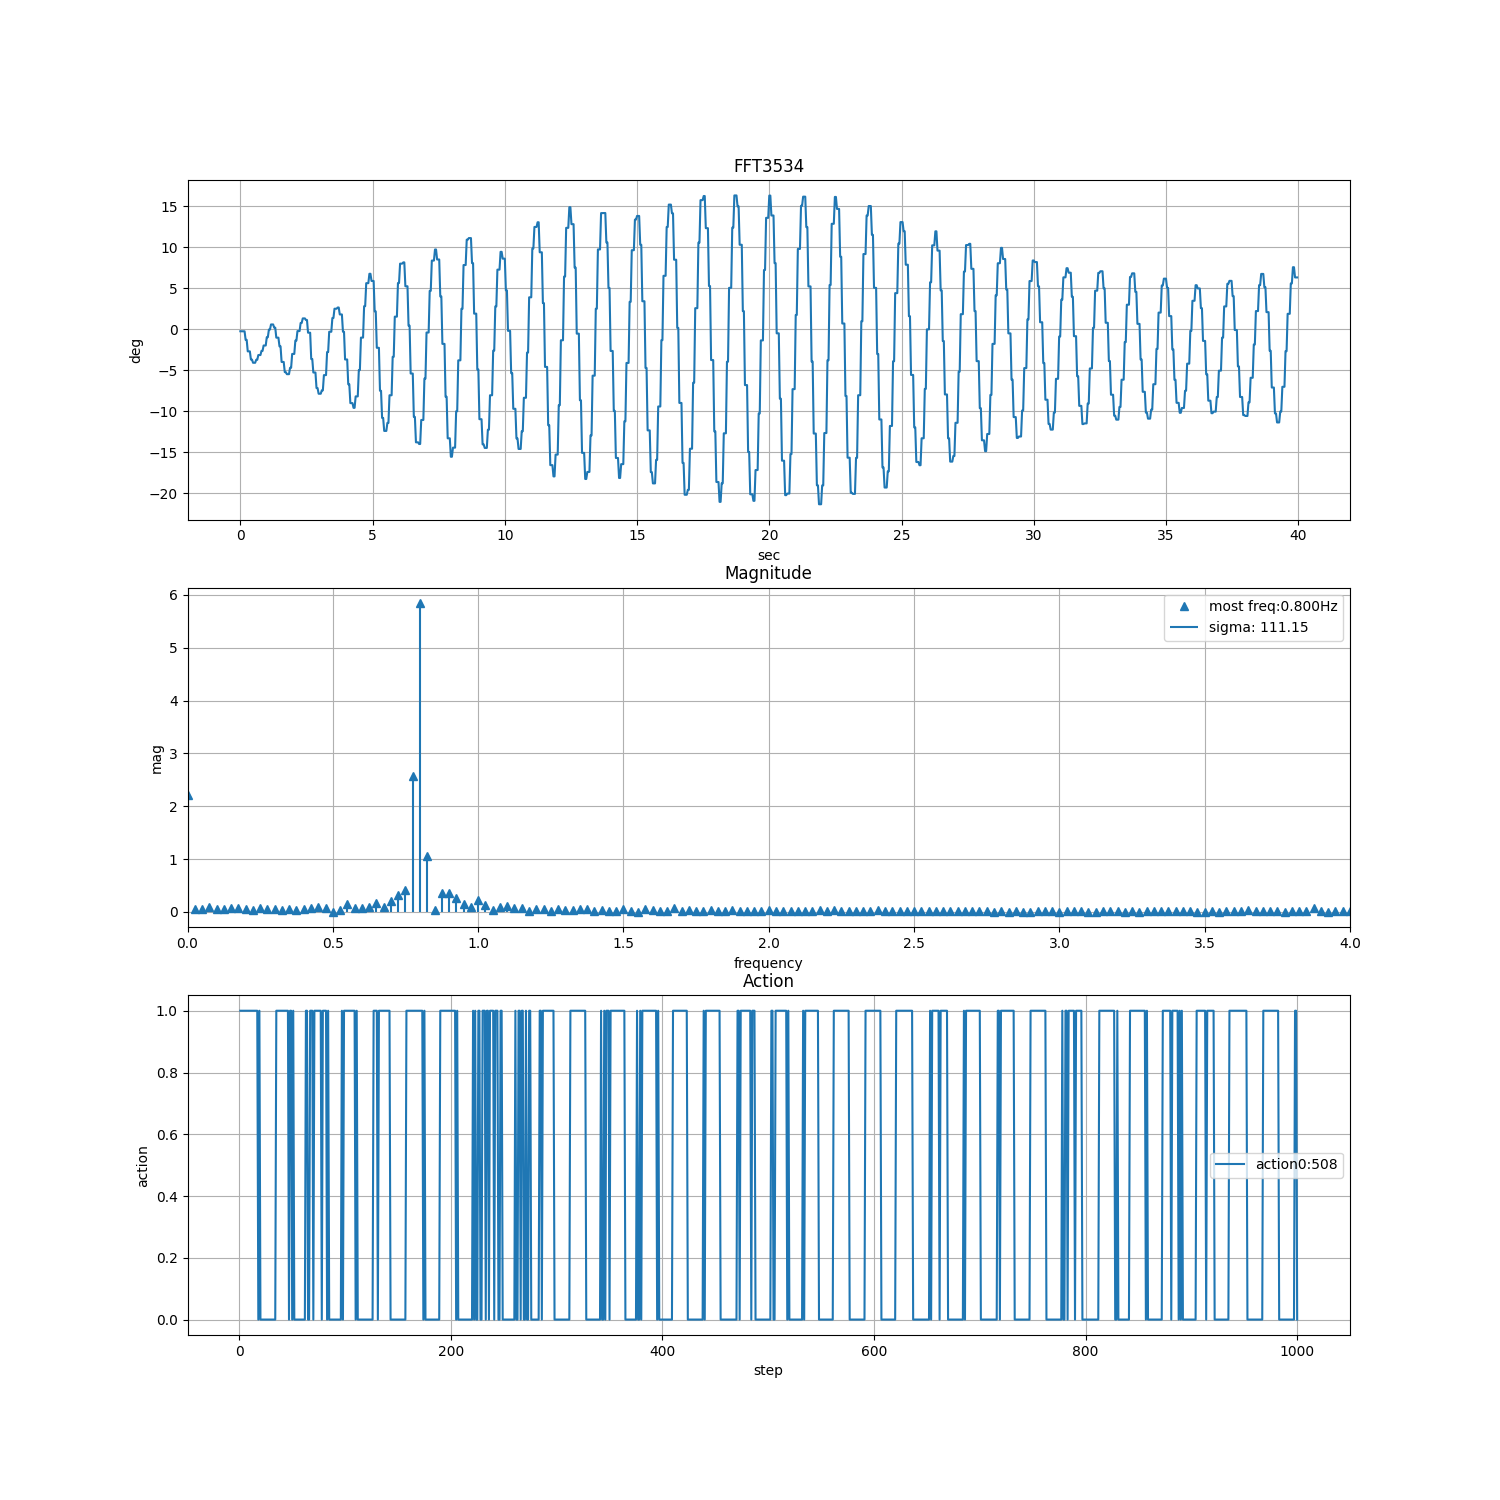 FFT3534
15
10
5
0
−5
−10
−15
−20
deg
0 5 10 15 20 25 30 35 40
sec
Magnitude
6
5
4
3
2
1
0
mag
most freq:0.800Hz
sigma: 111.15
0.0 0.5 1.0 1.5 2.0 2.5 3.0 3.5 4.0
frequency
Action
1.0
0.8
0.6
0.4
0.2
0.0
action
action0:508
0 200 400 600 800 1000
step